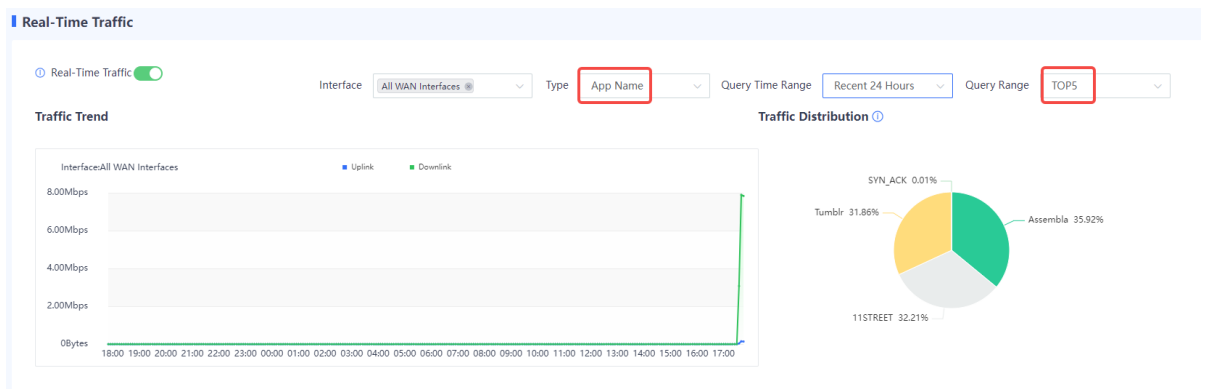 Real-Time Traffic
Real-Time Traffic
Interface All WAN Interfaces Type App Name Query Time Range Recent 24 Hours Query Range TOP5
Traffic Trend
Traffic Distribution
Interface:All WAN Interfaces
Uplink Downlink
8.00Mbps
6.00Mbps
4.00Mbps
2.00Mbps
0Bytes
18:00 19:00 20:00 21:00 22:00 23:00 00:00 01:00 02:00 03:00 04:00 05:00 06:00 07:00 08:00 09:00 10:00 11:00 12:00 13:00 14:00 15:00 16:00 17:00
SYN_ACK 0.01%
Tumblr 31.86%
Assembla 35.92%
11STREET 32.21%